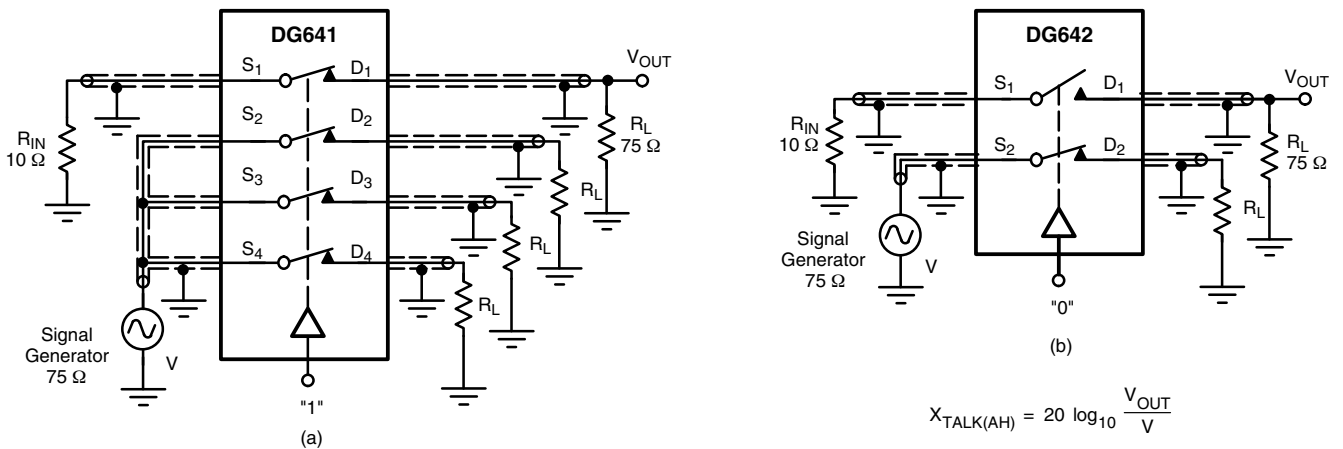 DG641
S1
D1
VOUT
S2
D2
RIN
10 Ω
RL
75 Ω
S3
D3
RL
S4
D4
RL
RL
Signal
Generator
75 Ω
V
"1"
(a)
DG642
S1
D1
VOUT
RIN
10 Ω
S2
D2
RL
75 Ω
RL
Signal
Generator
75 Ω
V
"0"
(b)
XTALK(AH) = 20 log10 VOUT / V